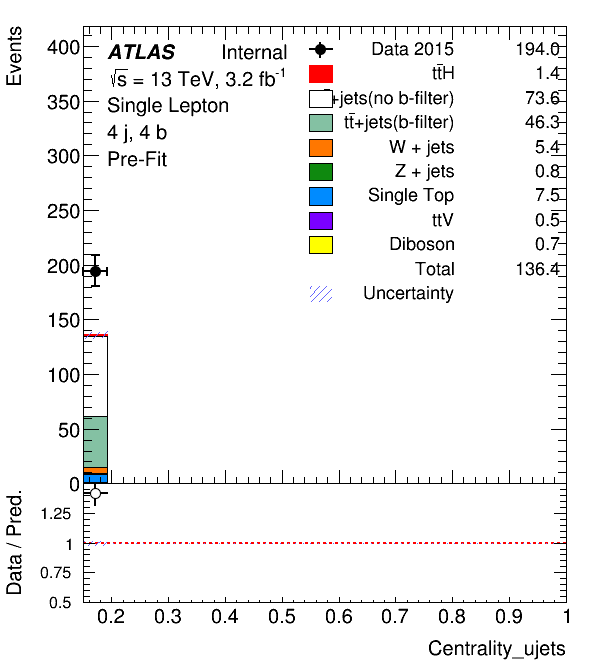 Events
400
350
300
250
200
150
100
50
0
ATLAS Internal
√s = 13 TeV, 3.2 fb⁻¹
Single Lepton
4 j, 4 b
Pre-Fit
Data 2015 194.0
tt̄H 1.4
+jets(no b-filter) 73.6
tt̄+jets(b-filter) 46.3
W + jets 5.4
Z + jets 0.8
Single Top 7.5
ttV 0.5
Diboson 0.7
Total 136.4
Uncertainty
Data / Pred.
1.25
1
0.75
0.5
0.2 0.3 0.4 0.5 0.6 0.7 0.8 0.9 1
Centrality_ujets